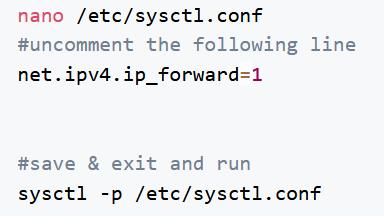 nano /etc/sysctl.conf
#uncomment the following line
net.ipv4.ip_forward=1
#save & exit and run
sysctl -p /etc/sysctl.conf